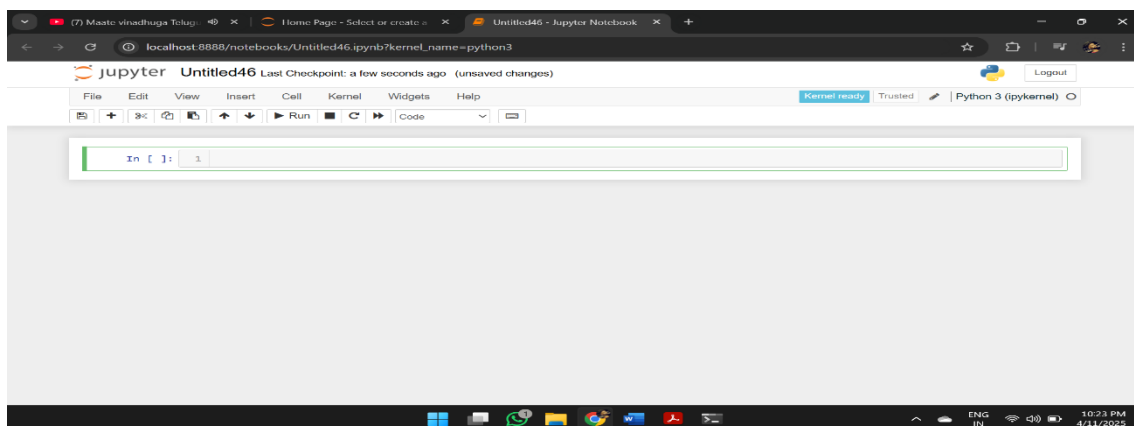 (7) Maate vinadhuga Telugu
Home Page - Select or create a
Untitled46 - Jupyter Notebook
localhost:8888/notebooks/Untitled46.ipynb?kernel_name=python3
jupyter Untitled46 Last Checkpoint: a few seconds ago (unsaved changes)
Logout
File Edit View Insert Cell Kernel Widgets Help
Kernel ready Trusted Python 3 (ipykernel)
Run Code
In [ ]: 1
1
ENG
IN
10:23 PM
4/11/2025